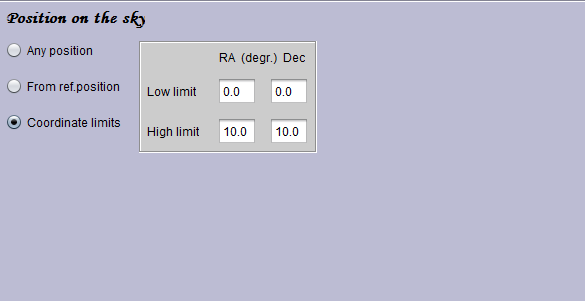 Position on the sky
Any position
RA (degr.) Dec
From ref.position
Low limit 0.0 0.0
Coordinate limits
High limit 10.0 10.0